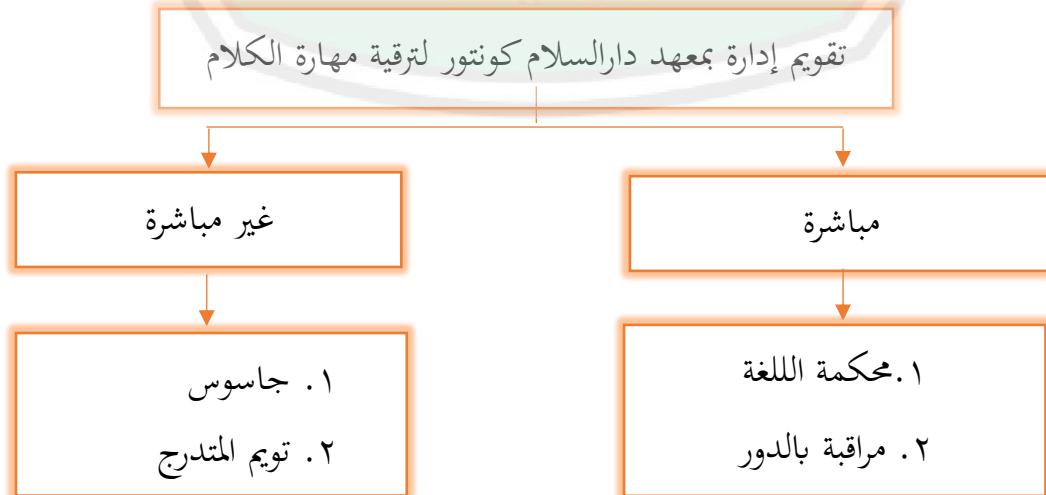 تقويم إدارة بمعهد دارالسلام كونتور لترقية مهارة الكلام
مباشرة
غير مباشرة
١.محكمة الللغة
٢. مراقبة بالدور
١. جاسوس
٢. تويم المتدرج